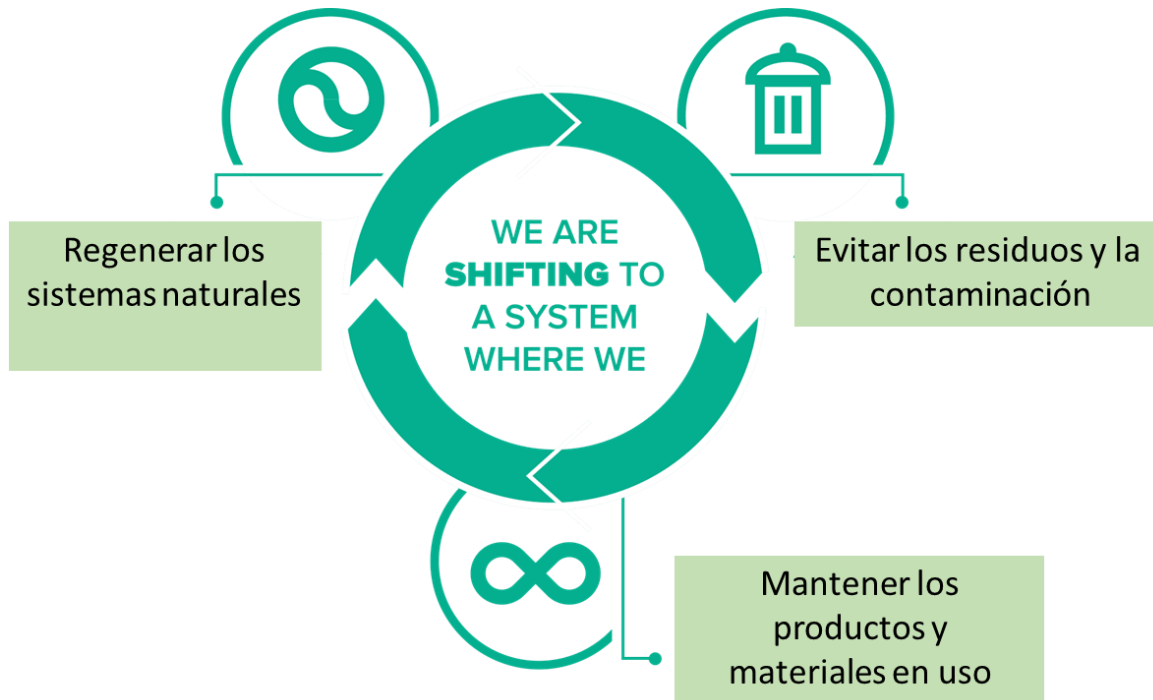 WE ARE
SHIFTING TO
A SYSTEM
WHERE WE
Regenerar los
sistemas naturales
Evitar los residuos y la
contaminación
Mantener los
productos y
materiales en uso